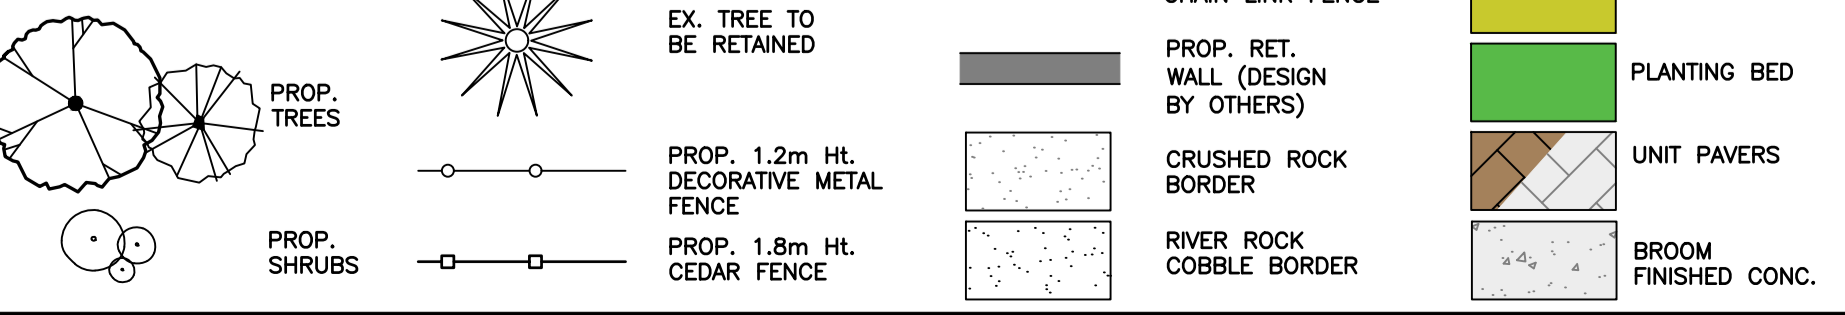 PROP.
TREES
PROP.
SHRUBS
EX. TREE TO
BE RETAINED
PROP. 1.2m Ht.
DECORATIVE METAL
FENCE
PROP. 1.8m Ht.
CEDAR FENCE
PROP. RET.
WALL (DESIGN
BY OTHERS)
CRUSHED ROCK
BORDER
RIVER ROCK
COBBLE BORDER
PLANTING BED
UNIT PAVERS
BROOM
FINISHED CONC.